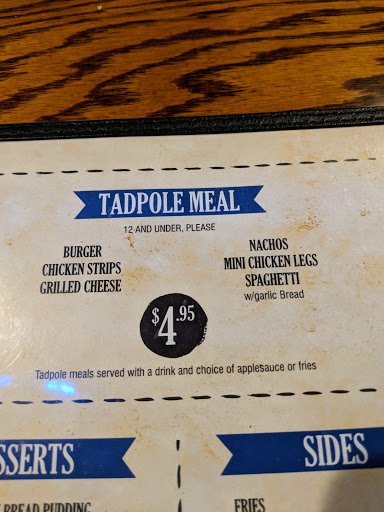 TADPOLE MEAL
12 AND UNDER, PLEASE
BURGER
CHICKEN STRIPS
GRILLED CHEESE
NACHOS
MINI CHICKEN LEGS
SPAGHETTI
w/garlic Bread
$4.95
Tadpole meals served with a drink and choice of applesauce or fries
SSERTS
BREAD PUDDING
SIDES
FRIES